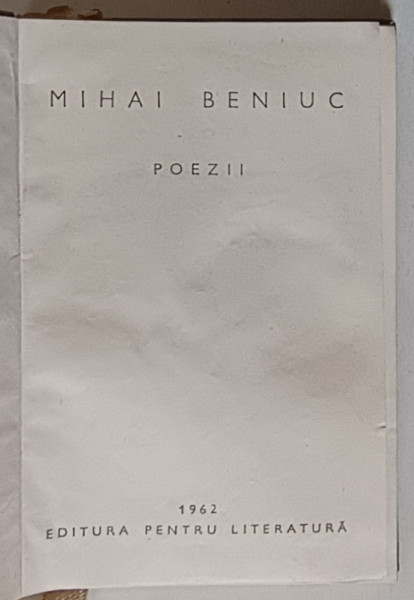 MIHAI BENIUC
POEZII
1962
EDITURA PENTRU LITERATURĂ